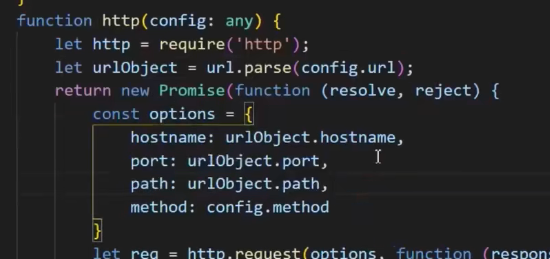 }
function http(config: any) {
let http = require('http');
let urlObject = url.parse(config.url);
return new Promise(function (resolve, reject) {
const options = {
hostname: urlObject.hostname,
port: urlObject.port,
path: urlObject.path,
method: config.method
}
let req = http.request(options, function (respons